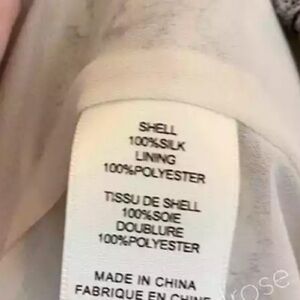 SHELL
100%SILK
LINING
100%POLYESTER
TISSU DE SHELL
100%SOIE
DOUBLURE
100%POLYESTER
MADE IN CHINA
FABRIQUE EN CHINE